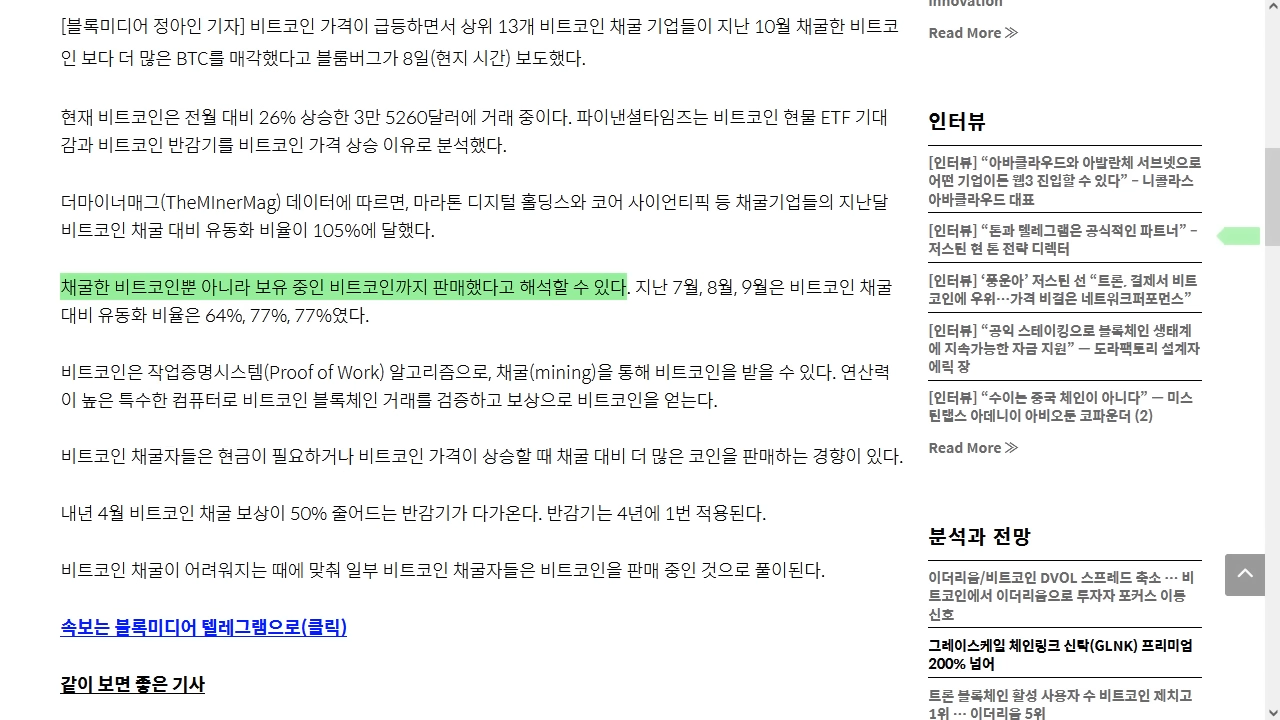 [블록미디어 정아인 기자] 비트코인 가격이 급등하면서 상위 13개 비트코인 채굴 기업들이 지난 10월 채굴한 비트코
인 보다 더 많은 BTC를 매각했다고 블룸버그가 8일(현지 시간) 보도했다.
현재 비트코인은 전월 대비 26% 상승한 3만 5260달러에 거래 중이다. 파이낸셜타임즈는 비트코인 현물 ETF 기대
감과 비트코인 반감기를 비트코인 가격 상승 이유로 분석했다.
더마이너매그(TheMInerMag) 데이터에 따르면, 마라톤 디지털 홀딩스와 코어 사이언티픽 등 채굴기업들의 지난달
비트코인 채굴 대비 유동화 비율이 105%에 달했다.
채굴한 비트코인뿐 아니라 보유 중인 비트코인까지 판매했다고 해석할 수 있다. 지난 7월, 8월, 9월은 비트코인 채굴
대비 유동화 비율은 64%, 77%, 77%였다.
비트코인은 작업증명시스템(Proof of Work) 알고리즘으로, 채굴(mining)을 통해 비트코인을 받을 수 있다. 연산력
이 높은 특수한 컴퓨터로 비트코인 블록체인 거래를 검증하고 보상으로 비트코인을 얻는다.
비트코인 채굴자들은 현금이 필요하거나 비트코인 가격이 상승할 때 채굴 대비 더 많은 코인을 판매하는 경향이 있다.
내년 4월 비트코인 채굴 보상이 50% 줄어드는 반감기가 다가온다. 반감기는 4년에 1번 적용된다.
비트코인 채굴이 어려워지는 때에 맞춰 일부 비트코인 채굴자들은 비트코인을 판매 중인 것으로 풀이된다.
속보는 블록미디어 텔레그램으로(클릭)
같이 보면 좋은 기사
Innovation
Read More ≫
인터뷰
[인터뷰] “아바클라우드와 아발란체 서브넷으로
어떤 기업이든 웹3 진입할 수 있다” – 니콜라스
아바클라우드 대표
[인터뷰] “톤과 텔레그램은 공식적인 파트너” –
저스틴 현 톤 전략 디렉터
[인터뷰] ‘풍운아’ 저스틴 선 “트론, 결제서 비트
코인에 우위…가격 비결은 네트워크퍼포먼스”
[인터뷰] “공익 스테이킹으로 블록체인 생태계
에 지속가능한 자금 지원” — 도라팩토리 설계자
에릭 장
[인터뷰] “수이는 중국 체인이 아니다” — 미스
틴랩스 아데니이 아비오둔 코파운더 (2)
Read More ≫
분석과 전망
이더리움/비트코인 DVOL 스프레드 축소 … 비
트코인에서 이더리움으로 투자자 포커스 이동
신호
그레이스케일 체인링크 신탁(GLNK) 프리미엄
200% 넘어
트론 블록체인 활성 사용자 수 비트코인 제치고
1위 … 이더리움 5위